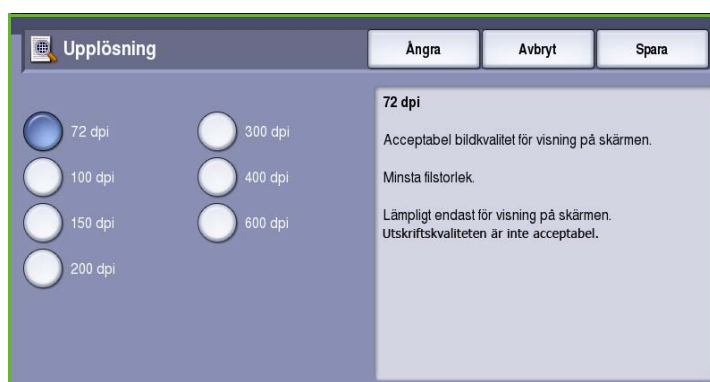 Upplösning
Ångra
Avbryt
Spara
72 dpi
300 dpi
100 dpi
400 dpi
150 dpi
600 dpi
200 dpi
72 dpi
Acceptabel bildkvalitet för visning på skärmen.
Minsta filstorlek.
Lämpligt endast för visning på skärmen.
Utskriftskvaliteten är inte acceptabel.